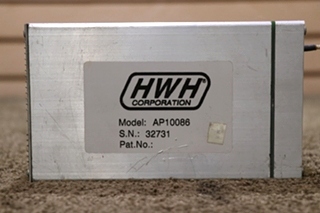 HWH
CORPORATION
Model: AP10086
S.N.: 32731
Pat.No.: